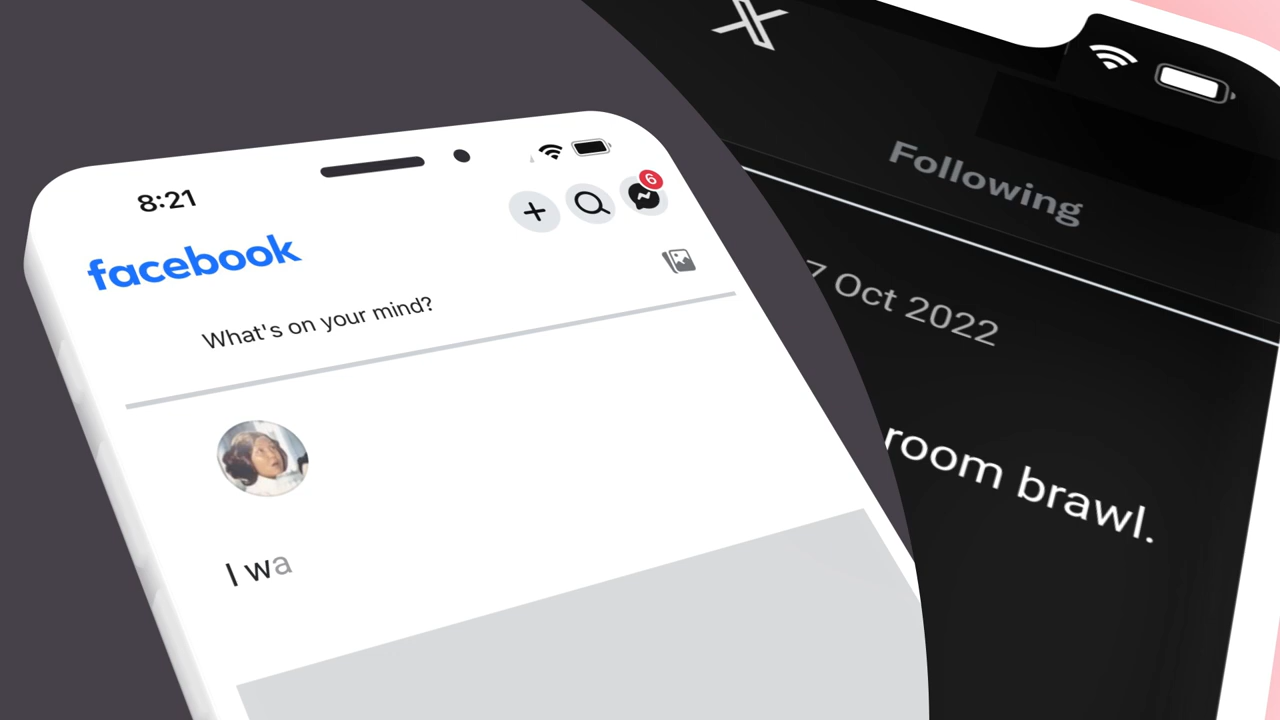 8:21
6
facebook
What's on your mind?
I wa
X
Following
7 Oct 2022
room brawl.